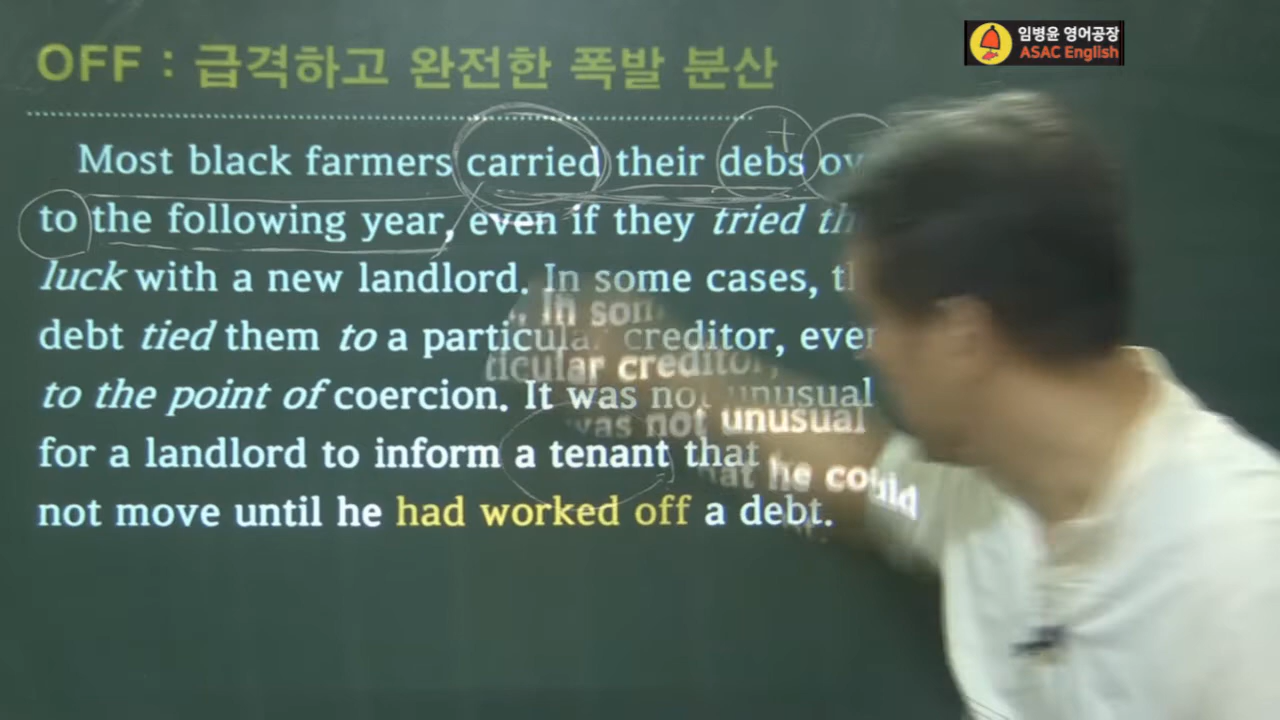 임병윤 영어공장
ASAC English
OFF : 급격하고 완전한 폭발 분산
Most black farmers carried their debs
to the following year, even if they tried
luck with a new landlord. In some cases,
debt tied them to a particular creditor,
to the point of coercion. It was not unusual
for a landlord to inform a tenant that he could
not move until he had worked off a debt.